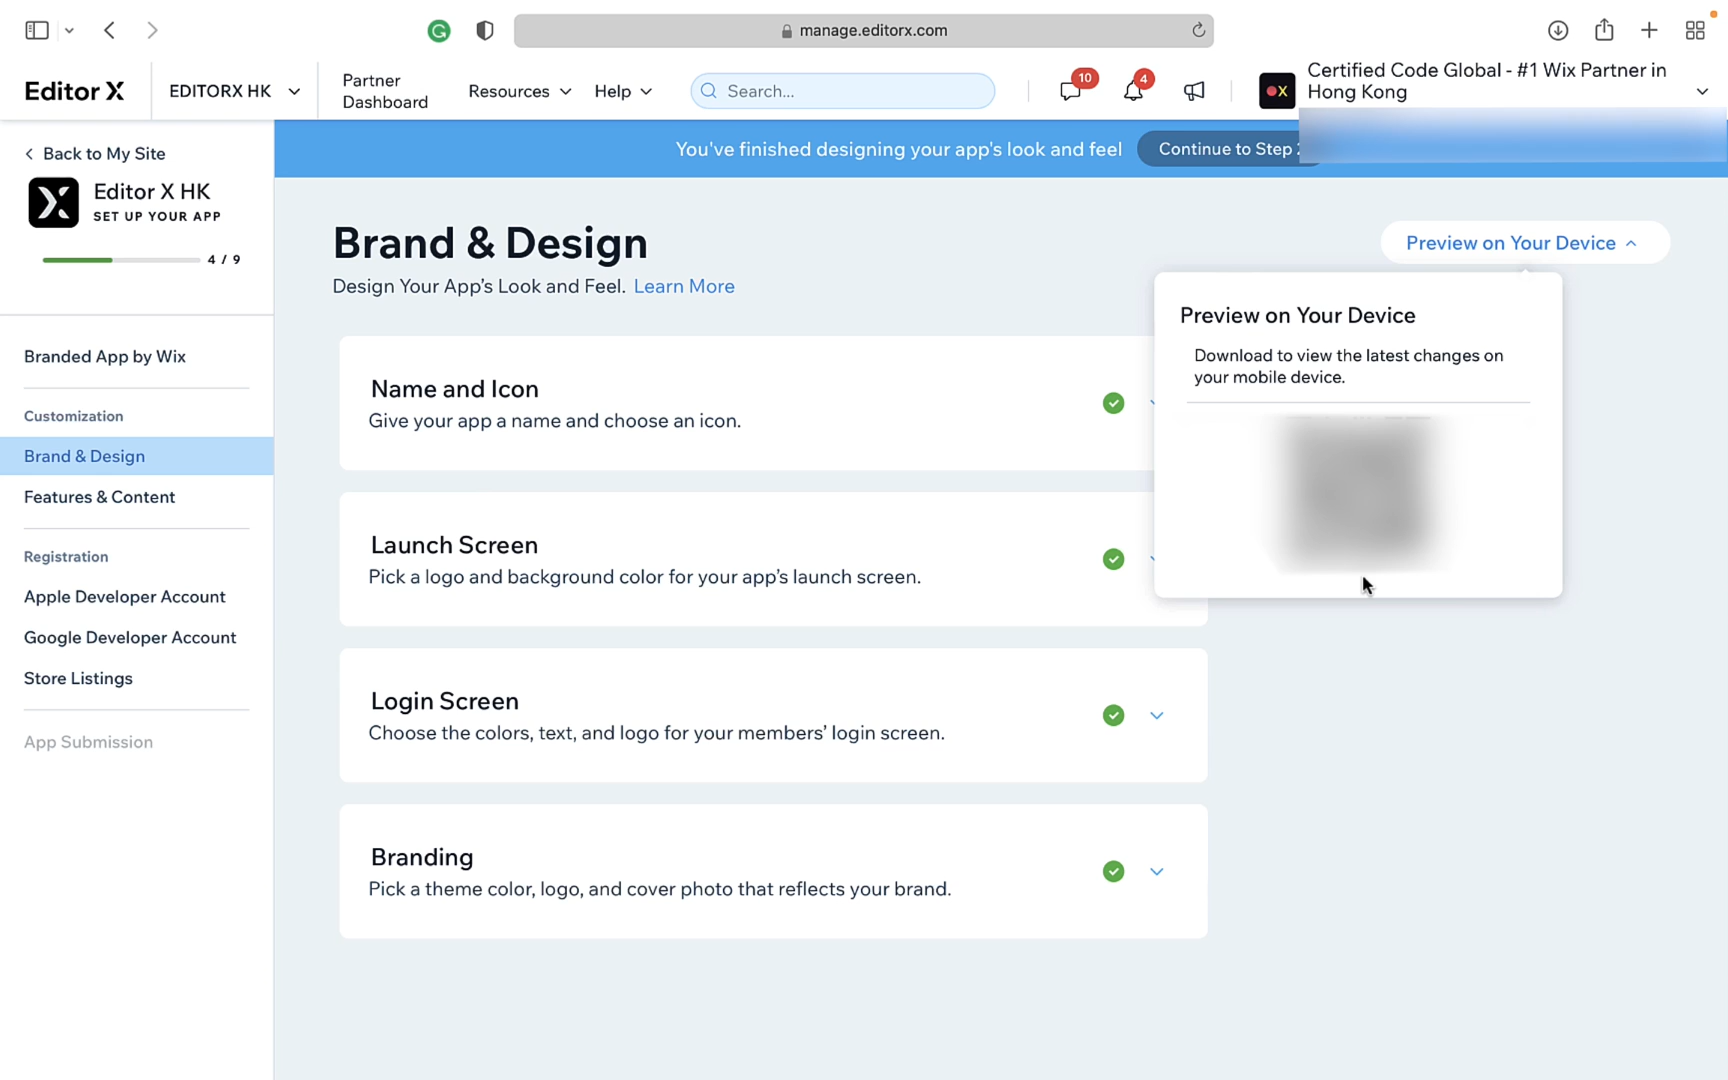 manage.editorx.com
Editor X
EDITORX HK
Partner
Dashboard
Resources
Help
Search...
10
4
Certified Code Global - #1 Wix Partner in
Hong Kong
Back to My Site
Editor X HK
SET UP YOUR APP
4 / 9
Branded App by Wix
Customization
Brand & Design
Features & Content
Registration
Apple Developer Account
Google Developer Account
Store Listings
App Submission
You've finished designing your app's look and feel
Continue to Step
Brand & Design
Design Your App's Look and Feel. Learn More
Preview on Your Device
Preview on Your Device
Download to view the latest changes on
your mobile device.
Name and Icon
Give your app a name and choose an icon.
Launch Screen
Pick a logo and background color for your app's launch screen.
Login Screen
Choose the colors, text, and logo for your members' login screen.
Branding
Pick a theme color, logo, and cover photo that reflects your brand.